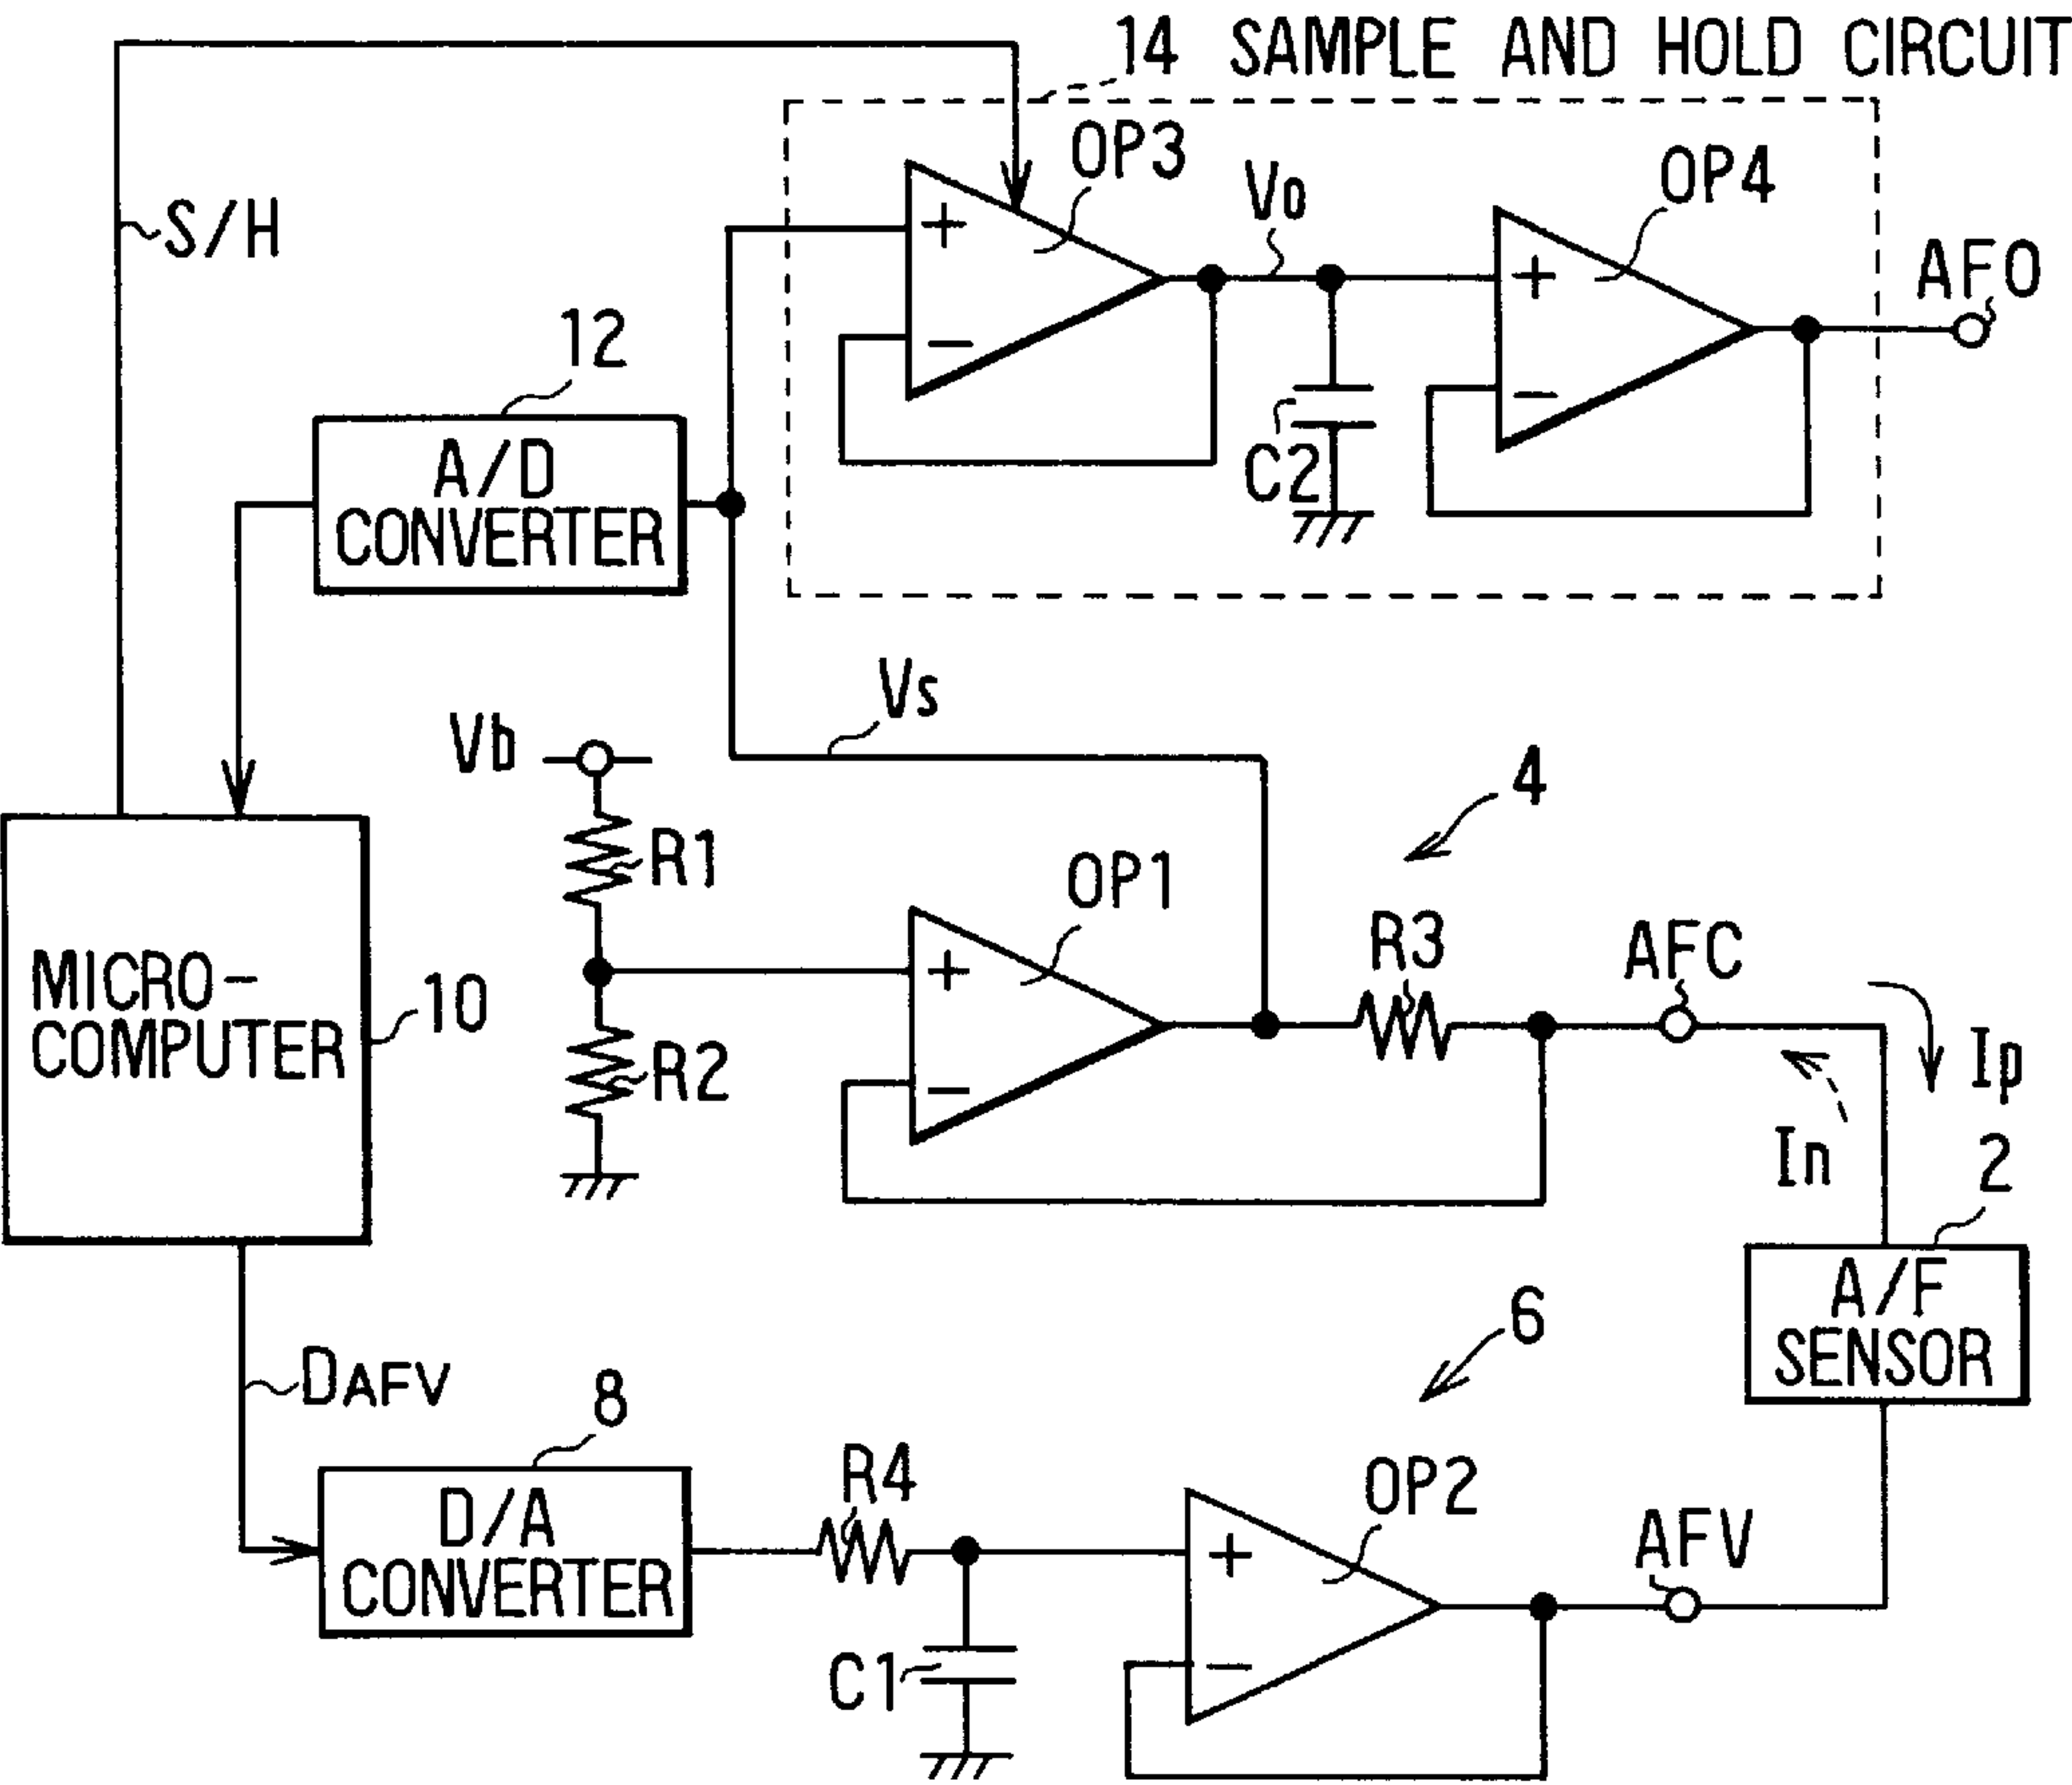 14 SAMPLE AND HOLD CIRCUIT
OP3
OP4
Vo
S/H
+
+
AFO
12
−
−
A/D
CONVERTER
C2
Vs
Vb
4
R1
OP1
R3
AFC
MICRO-
COMPUTER
10
+
R2
−
Ip
In
2
A/F
SENSOR
6
DAFV
8
R4
OP2
AFV
D/A
CONVERTER
+
C1
−